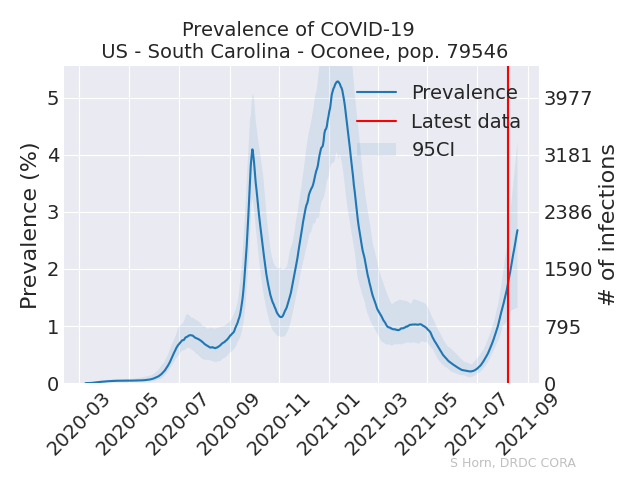 Prevalence of COVID-19
US - South Carolina - Oconee, pop. 79546
Prevalence (%)
5
4
3
2
1
0
Prevalence
Latest data
95CI
3977
3181
2386
1590
795
0
# of infections
2020-03
2020-05
2020-07
2020-09
2020-11
2021-01
2021-03
2021-05
2021-07
2021-09
S Horn, DRDC CORA